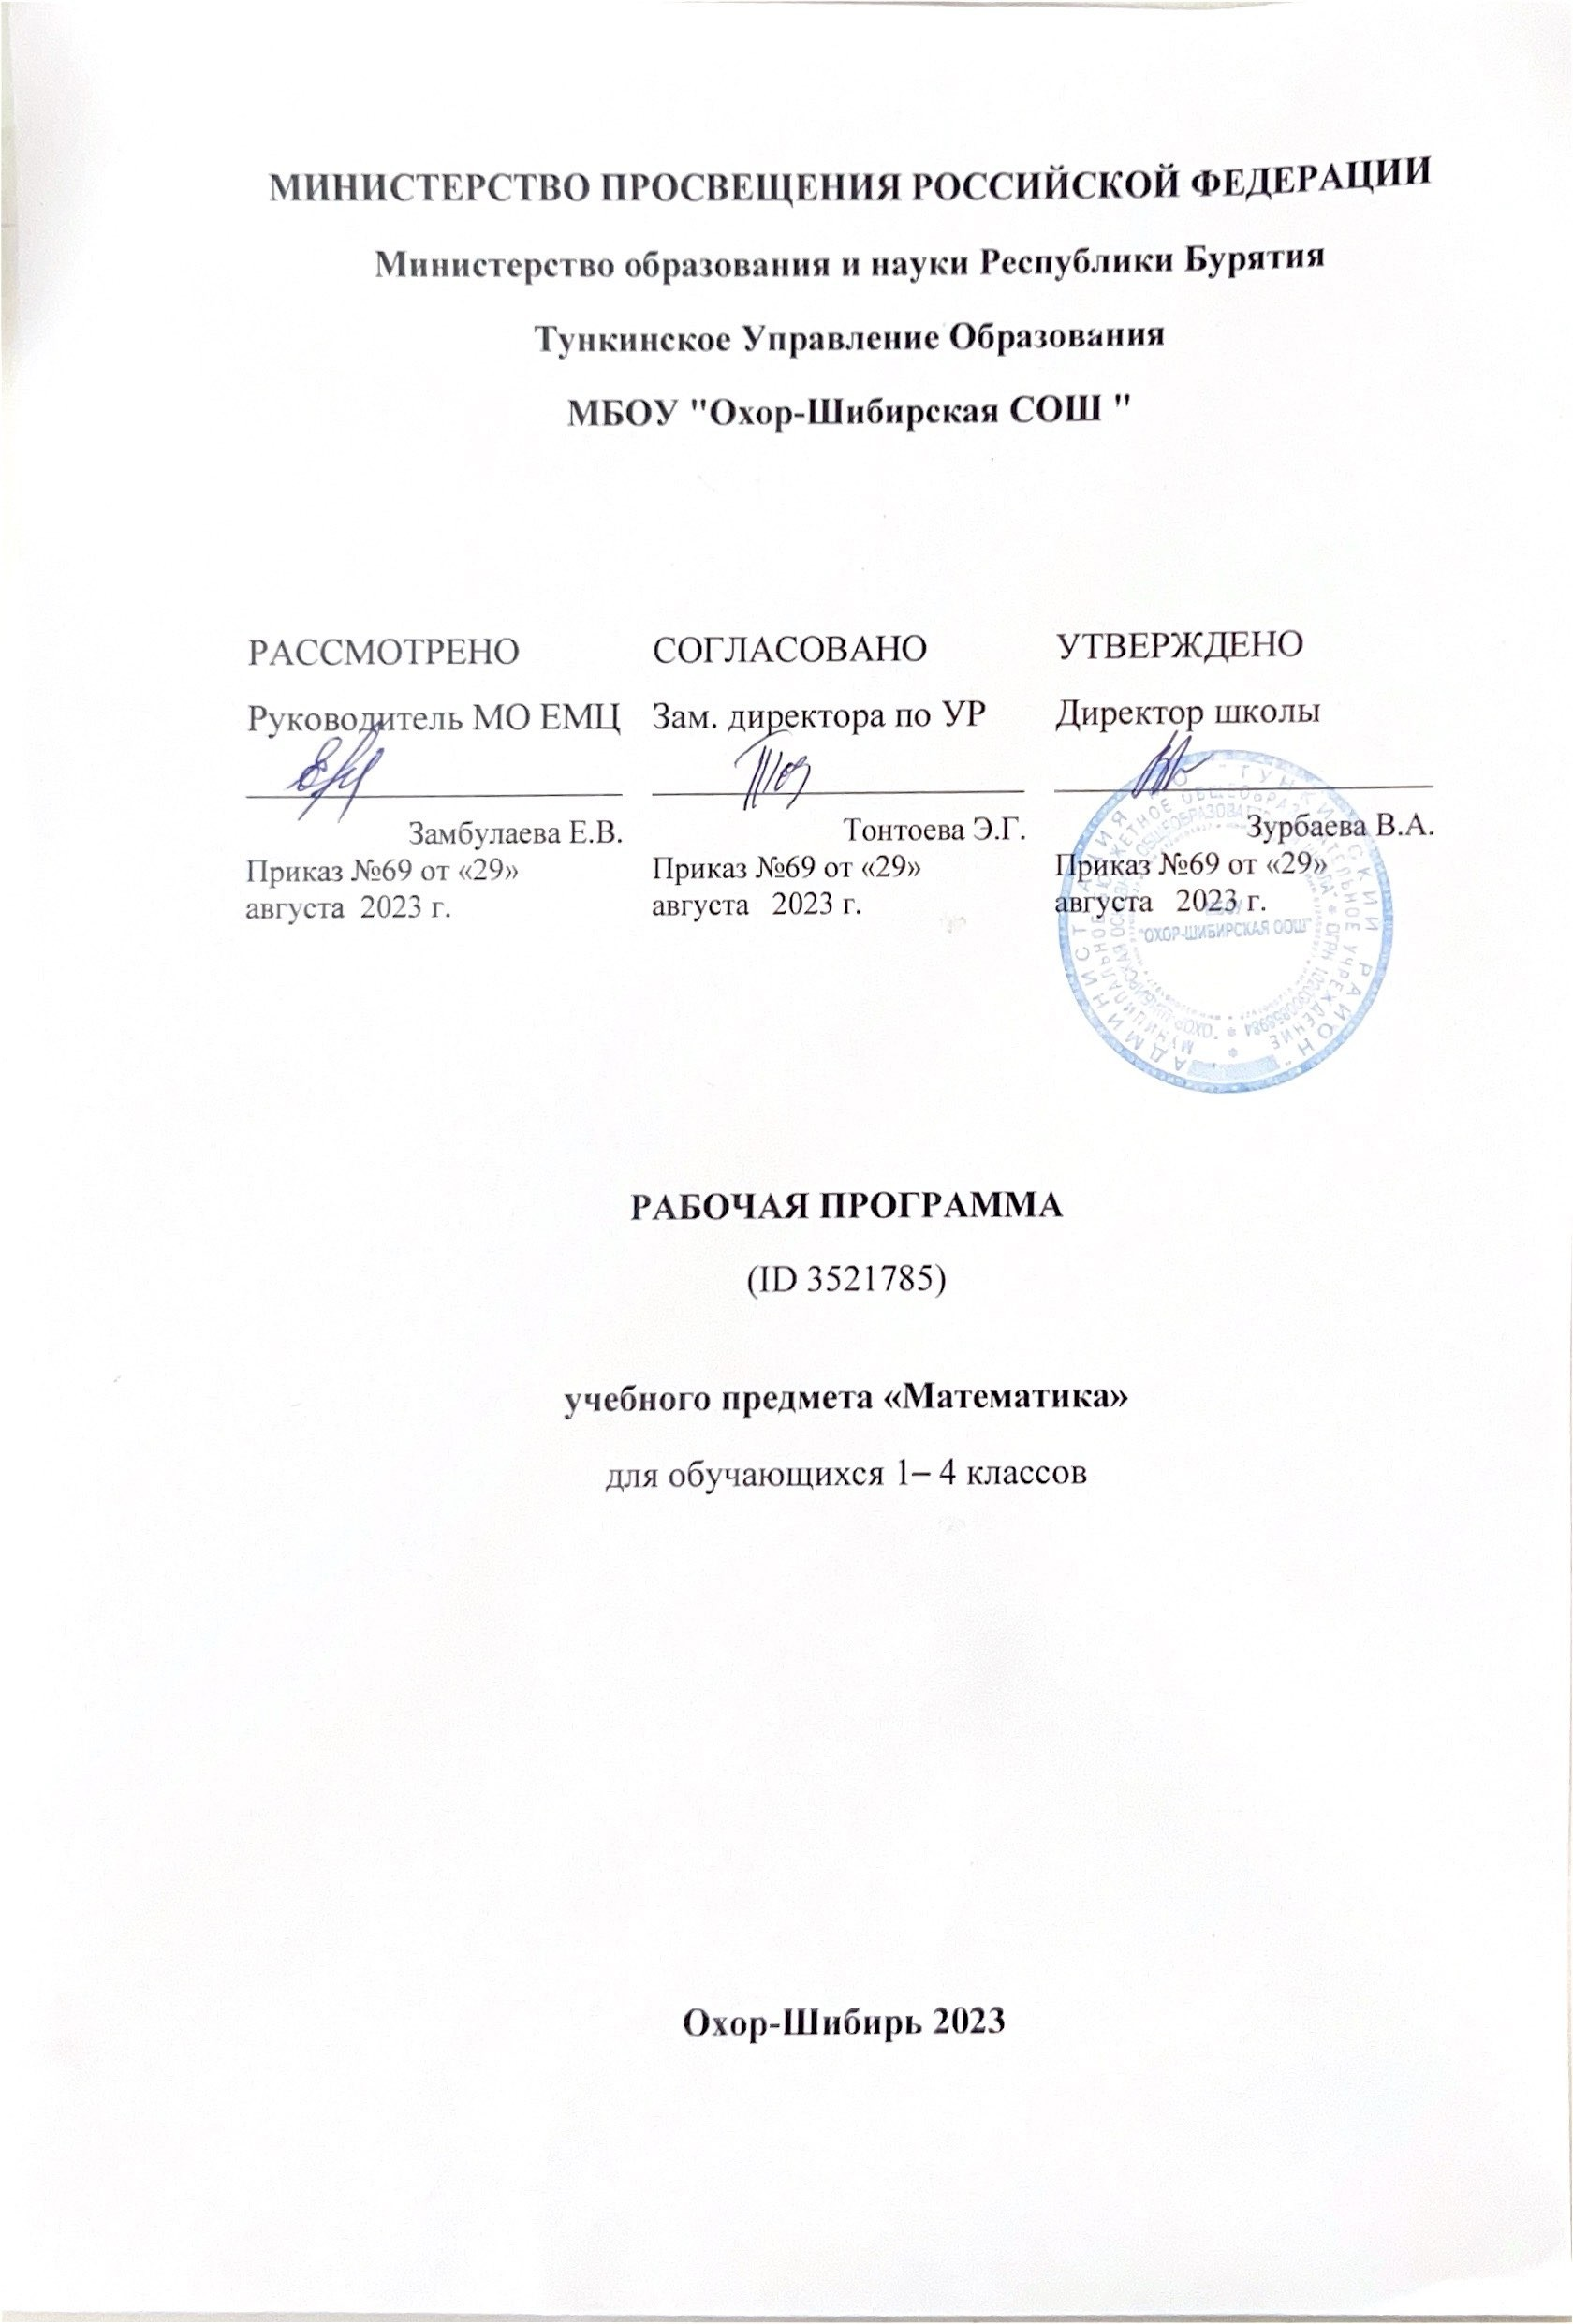 МИНИСТЕРСТВО ПРОСВЕЩЕНИЯ РОССИЙСКОЙ ФЕДЕРАЦИИ
Министерство образования и науки Республики Бурятия
Тункинское Управление Образования
МБОУ "Охор-Шибирская СОШ "
РАССМОТРЕНО
Руководитель МО ЕМЦ
Замбулаева Е.В.
Приказ №69 от «29»
августа 2023 г.
СОГЛАСОВАНО
Зам. директора по УР
Тонтоева Э.Г.
Приказ №69 от «29»
августа 2023 г.
УТВЕРЖДЕНО
Директор школы
Зурбаева В.А.
Приказ №69 от «29»
августа 2023 г.
"ОХОР-ШИБИРСКАЯ ООШ"
РАБОЧАЯ ПРОГРАММА
(ID 3521785)
учебного предмета «Математика»
для обучающихся 1– 4 классов
Охор-Шибирь 2023